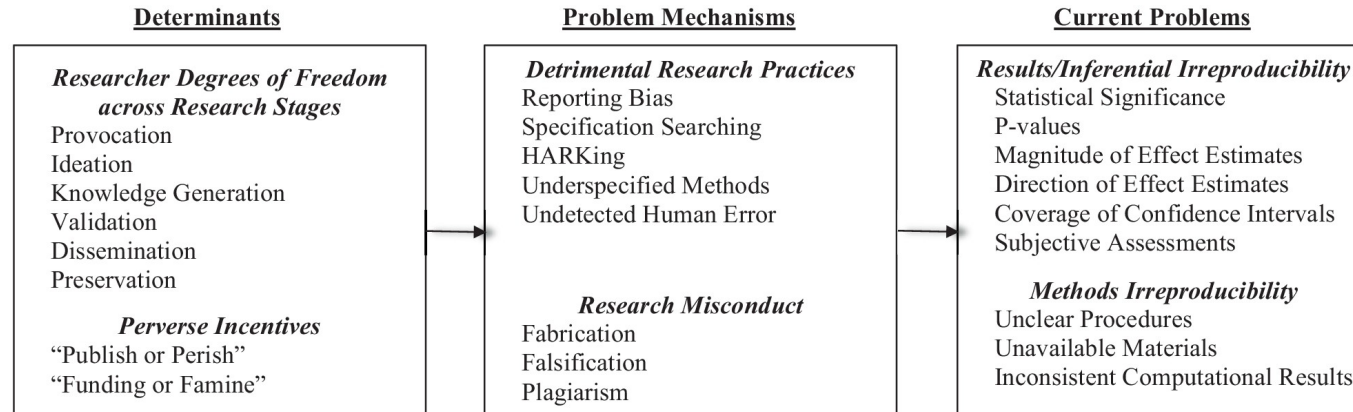 Determinants
Researcher Degrees of Freedom
across Research Stages
Provocation
Ideation
Knowledge Generation
Validation
Dissemination
Preservation
Perverse Incentives
“Publish or Perish”
“Funding or Famine”
Problem Mechanisms
Detrimental Research Practices
Reporting Bias
Specification Searching
HARKing
Underspecified Methods
Undetected Human Error
Research Misconduct
Fabrication
Falsification
Plagiarism
Current Problems
Results/Inferential Irreproducibility
Statistical Significance
P-values
Magnitude of Effect Estimates
Direction of Effect Estimates
Coverage of Confidence Intervals
Subjective Assessments
Methods Irreproducibility
Unclear Procedures
Unavailable Materials
Inconsistent Computational Results